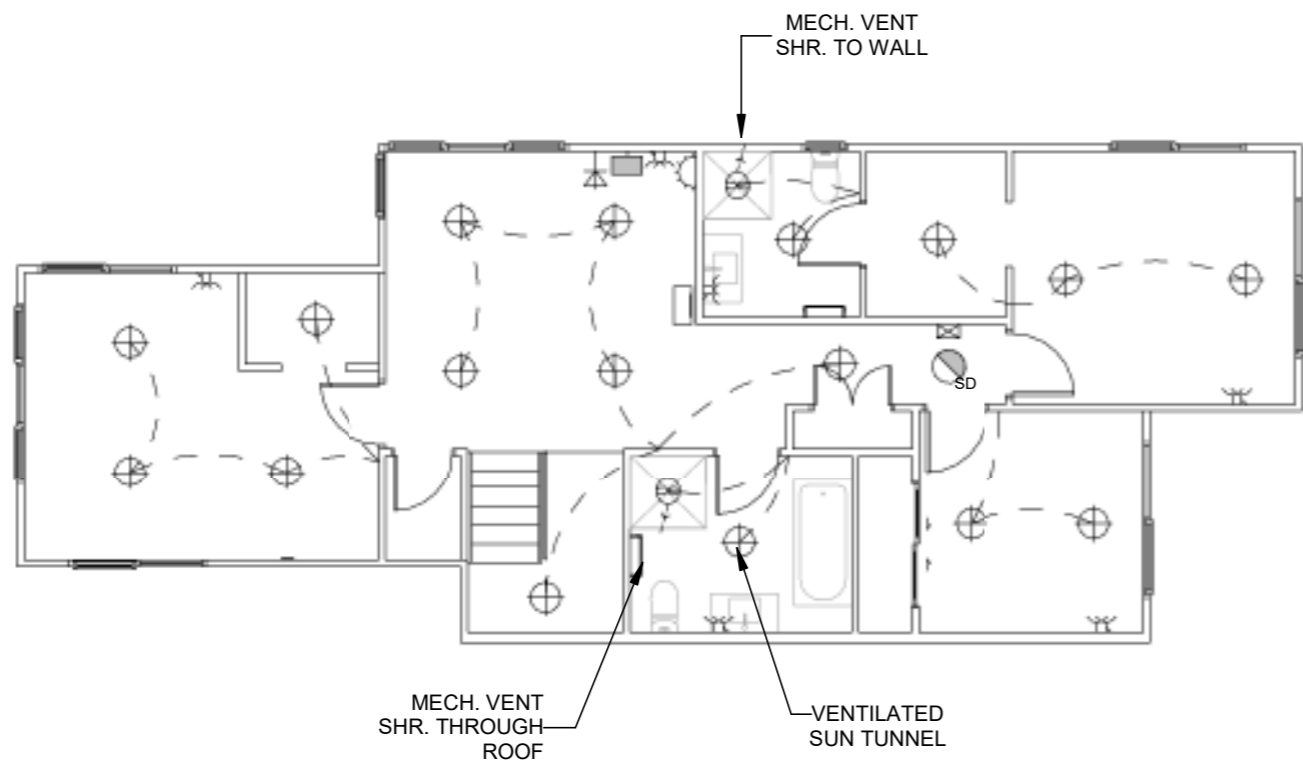 MECH. VENT
SHR. TO WALL
SD
MECH. VENT
SHR. THROUGH
ROOF
VENTILATED
SUN TUNNEL